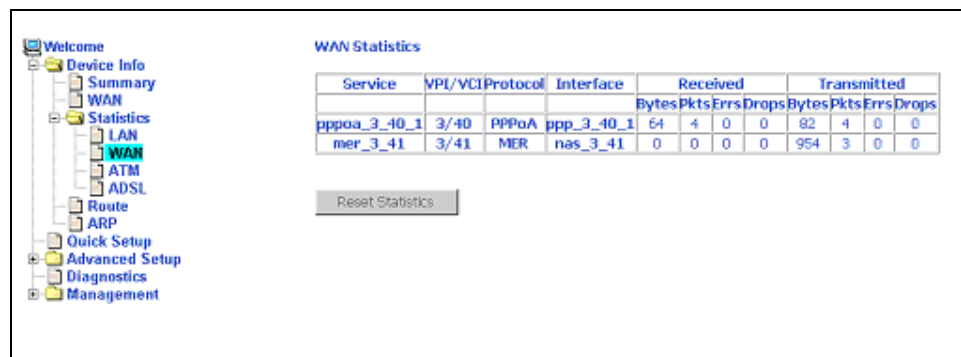 Welcome
Device Info
Summary
WAN
Statistics
LAN
WAN
ATM
ADSL
Route
ARP
Quick Setup
Advanced Setup
Diagnostics
Management
WAN Statistics
Service VPI/VCI Protocol Interface Received Transmitted
Bytes Pkts Errs Drops Bytes Pkts Errs Drops
pppoa_3_40_1 3/40 PPPoA ppp_3_40_1 64 4 0 0 82 4 0 0
mer_3_41 3/41 MER nas_3_41 0 0 0 0 954 3 0 0
Reset Statistics